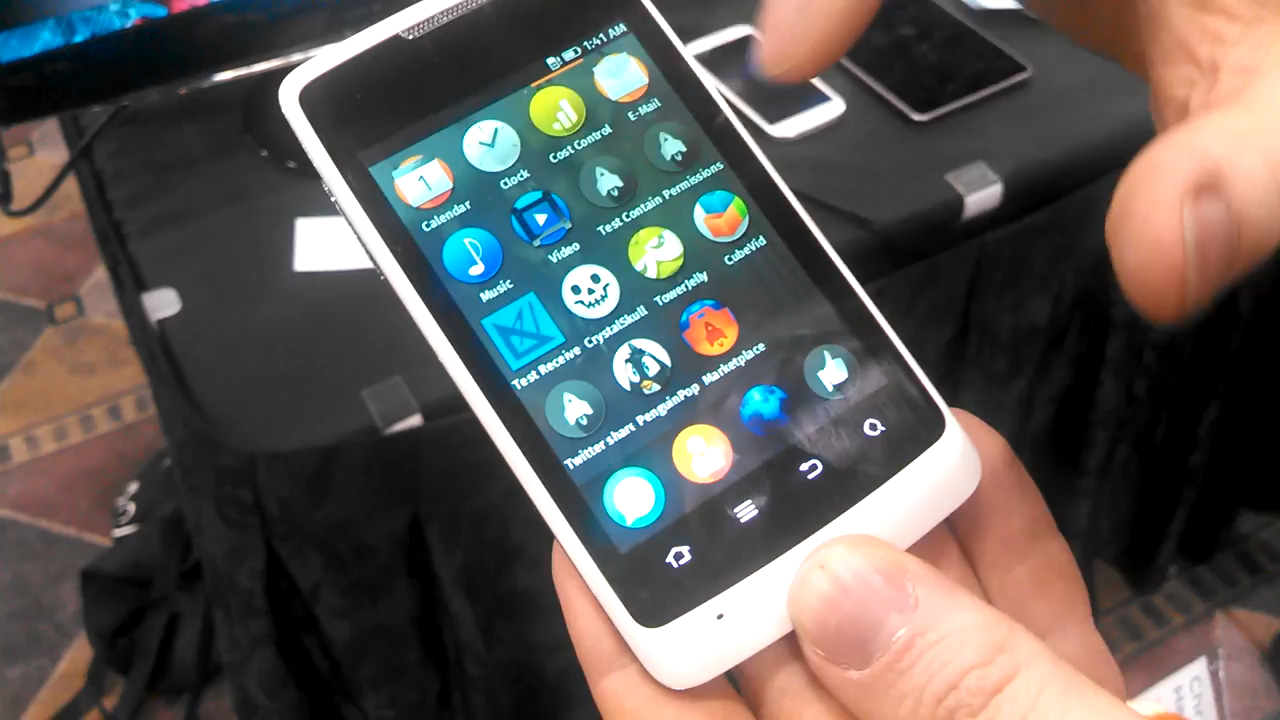 1:41 AM
1
Calendar
Clock
Cost Control
E-Mail
Music
Video
Test Contain Permissions
Test Receive
CrystalSkull
TowerJelly
CubeVid
Twitter share
PenguinPop
Marketplace